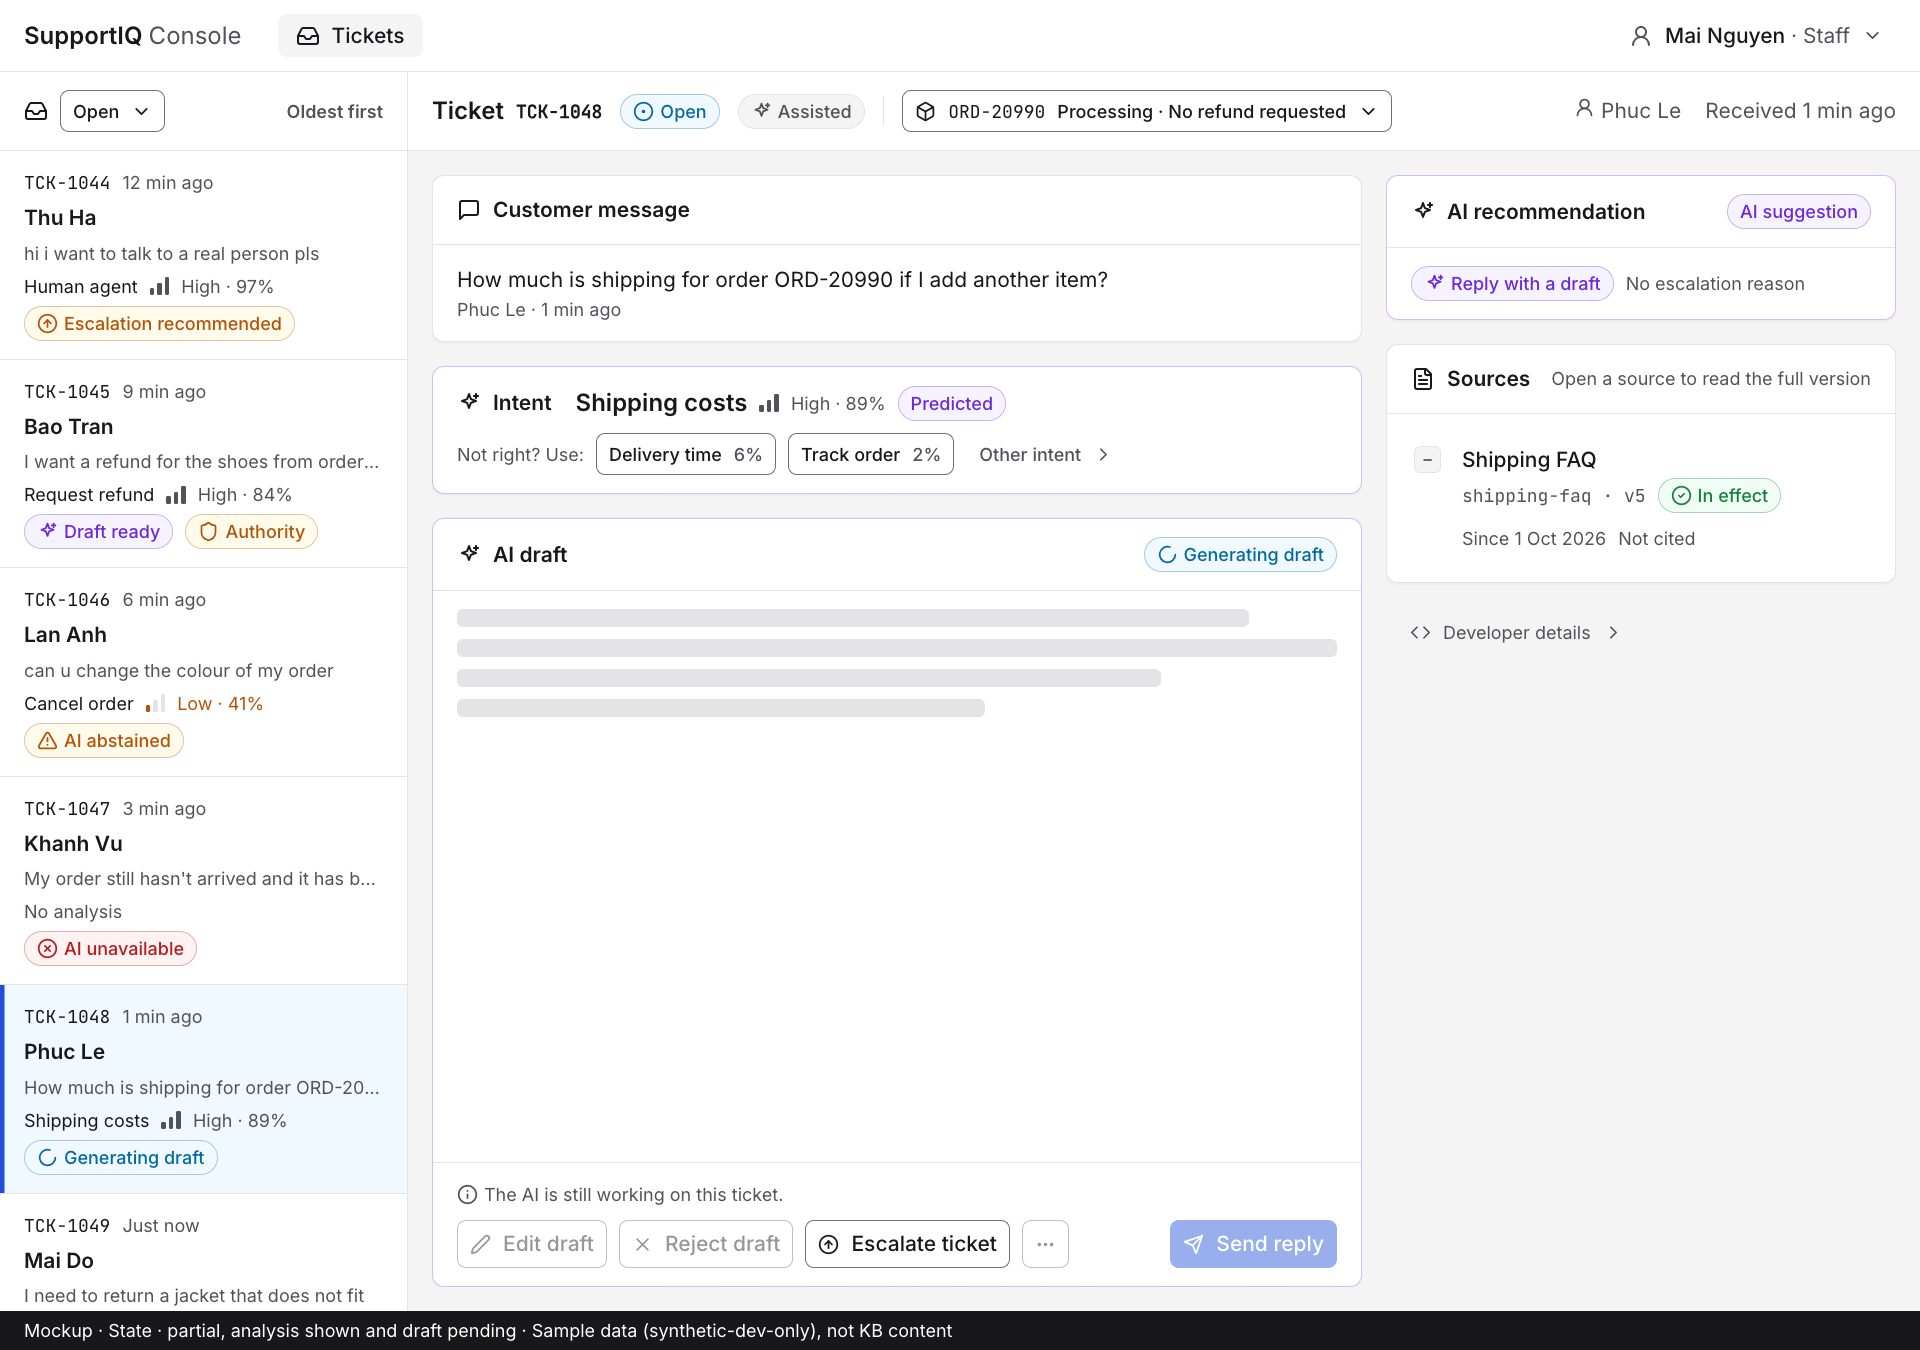 SupportIQ Console
Tickets
Mai Nguyen · Staff
Open
Oldest first
Ticket TCK-1048
Open
Assisted
ORD-20990 Processing · No refund requested
Phuc Le
Received 1 min ago
TCK-1044 12 min ago
Thu Ha
hi i want to talk to a real person pls
Human agent High · 97%
Escalation recommended
TCK-1045 9 min ago
Bao Tran
I want a refund for the shoes from order...
Request refund High · 84%
Draft ready
Authority
TCK-1046 6 min ago
Lan Anh
can u change the colour of my order
Cancel order Low · 41%
AI abstained
TCK-1047 3 min ago
Khanh Vu
My order still hasn't arrived and it has b...
No analysis
AI unavailable
TCK-1048 1 min ago
Phuc Le
How much is shipping for order ORD-20...
Shipping costs High · 89%
Generating draft
TCK-1049 Just now
Mai Do
I need to return a jacket that does not fit
Customer message
How much is shipping for order ORD-20990 if I add another item?
Phuc Le · 1 min ago
Intent Shipping costs High · 89% Predicted
Not right? Use: Delivery time 6% Track order 2% Other intent
AI draft
Generating draft
The AI is still working on this ticket.
Edit draft
Reject draft
Escalate ticket
...
Send reply
AI recommendation
AI suggestion
Reply with a draft
No escalation reason
Sources
Open a source to read the full version
Shipping FAQ
shipping-faq · v5
In effect
Since 1 Oct 2026 Not cited
Developer details
Mockup · State · partial, analysis shown and draft pending · Sample data (synthetic-dev-only), not KB content